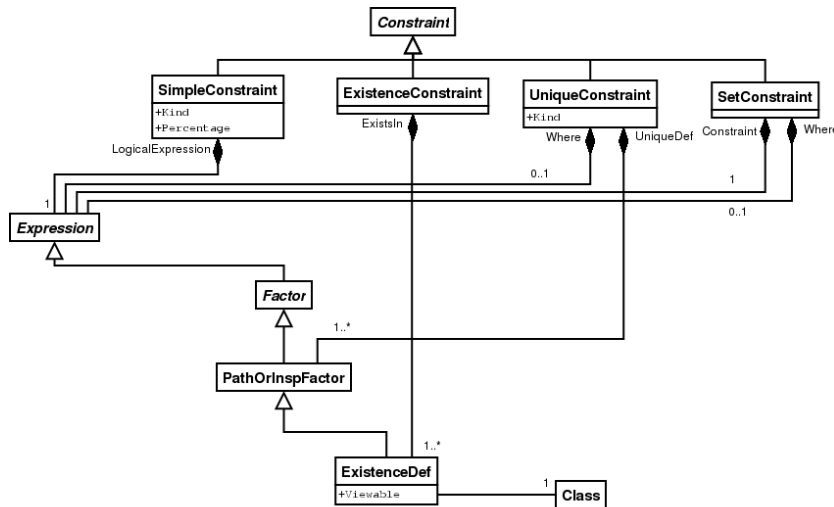 Constraint
SimpleConstraint
+Kind
+Percentage
ExistenceConstraint
UniqueConstraint
+Kind
SetConstraint
LogicalExpression
ExistsIn
Where
UniqueDef
Constraint
Where
0..1
1
1
0..1
Expression
Factor
1..*
PathOrInspFactor
1..*
ExistenceDef
+Viewable
1
Class